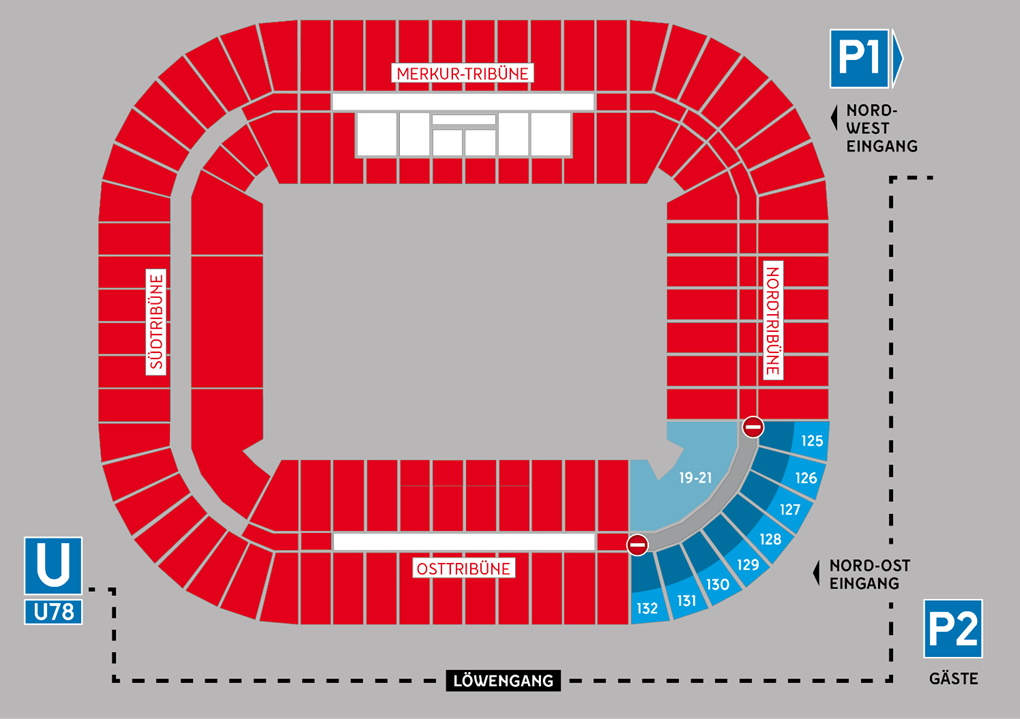 P1
MERKUR-TRIBÜNE
NORD-
WEST
EINGANG
SÜDTRIBÜNE
NORDTRIBÜNE
125
19-21
126
127
128
129
130
131
132
OSTTRIBÜNE
NORD-OST
EINGANG
U
U78
P2
GÄSTE
LÖWENGANG